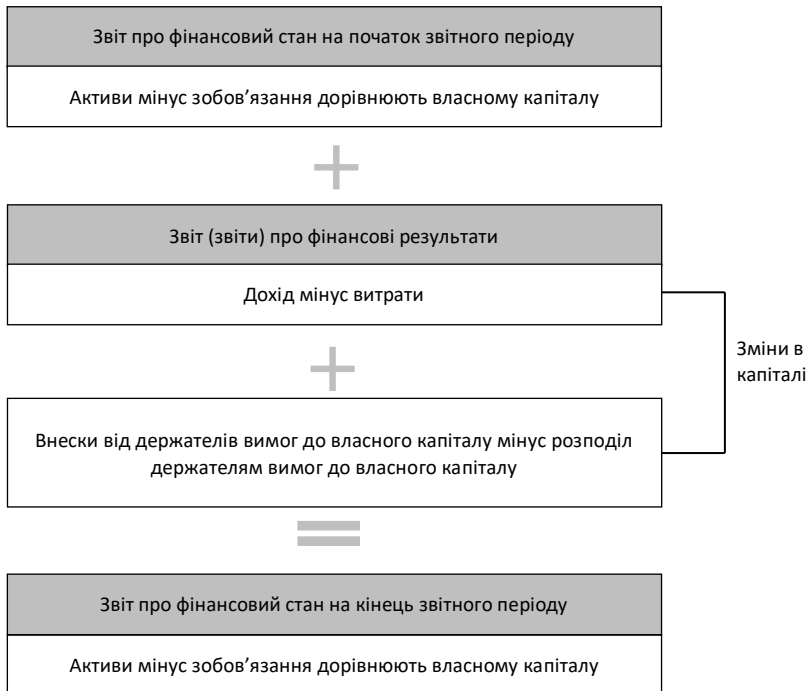 Звіт про фінансовий стан на початок звітного періоду
Активи мінус зобов’язання дорівнюють власному капіталу
+
Звіт (звіти) про фінансові результати
Дохід мінус витрати
+
Зміни в
капіталі
Внески від держателів вимог до власного капіталу мінус розподіл
держателям вимог до власного капіталу
=
Звіт про фінансовий стан на кінець звітного періоду
Активи мінус зобов’язання дорівнюють власному капіталу